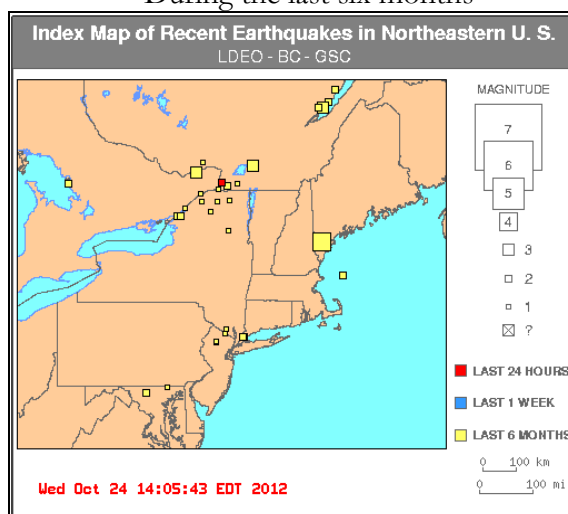 During the last six months
Index Map of Recent Earthquakes in Northeastern U. S.
LDEO - BC - GSC
MAGNITUDE
7
6
5
4
3
2
1
?
LAST 24 HOURS
LAST 1 WEEK
LAST 6 MONTHS
0 100 km
0 100 mi
Wed Oct 24 14:05:43 EDT 2012